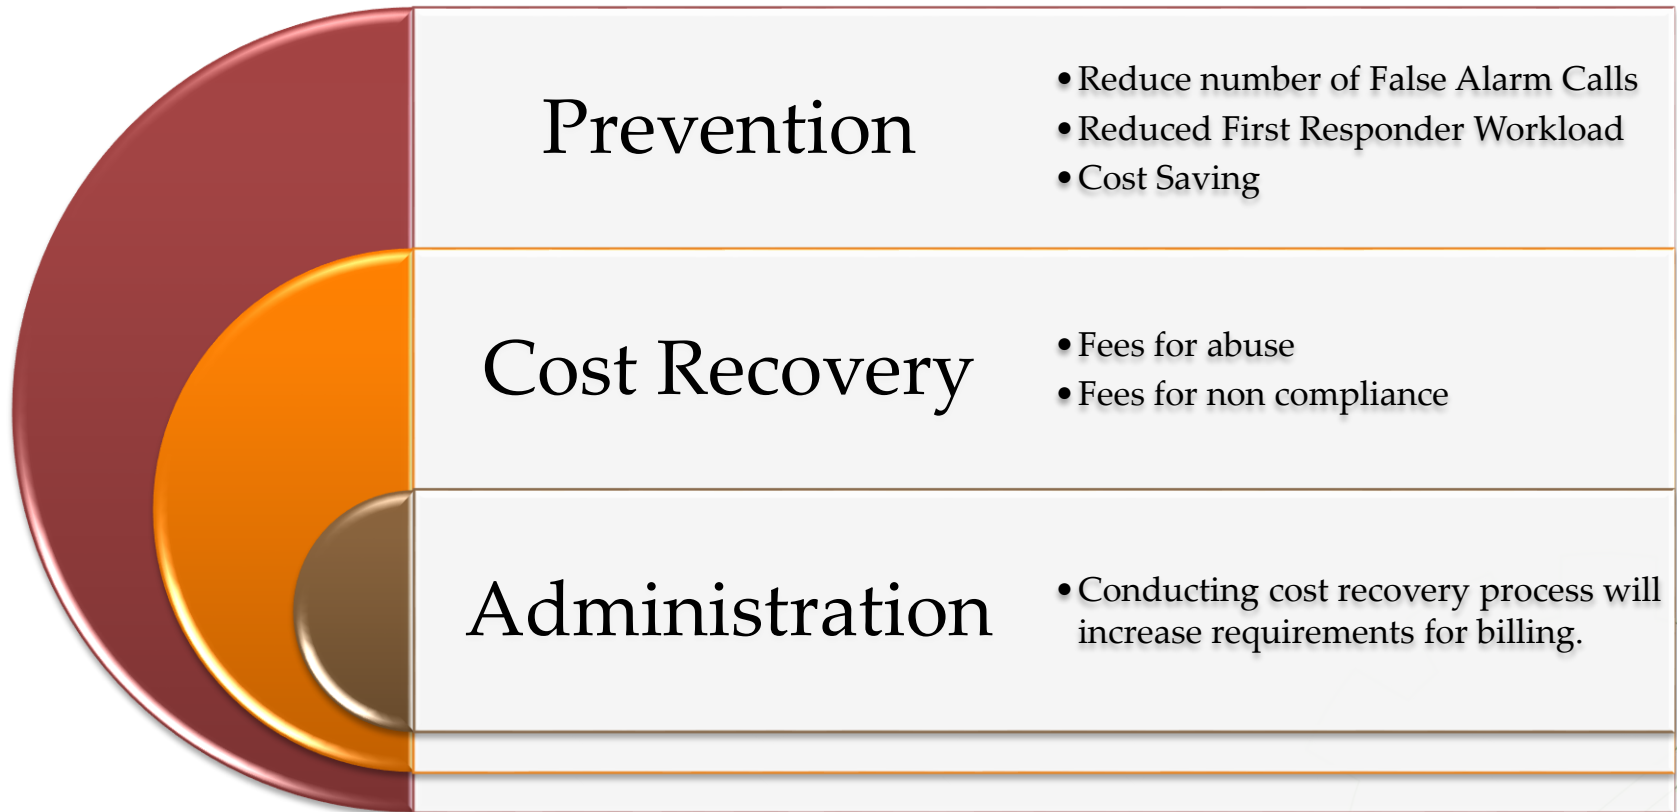 Prevention
•Reduce number of False Alarm Calls
•Reduced First Responder Workload
•Cost Saving
Cost Recovery
•Fees for abuse
•Fees for non compliance
Administration
•Conducting cost recovery process will
increase requirements for billing.